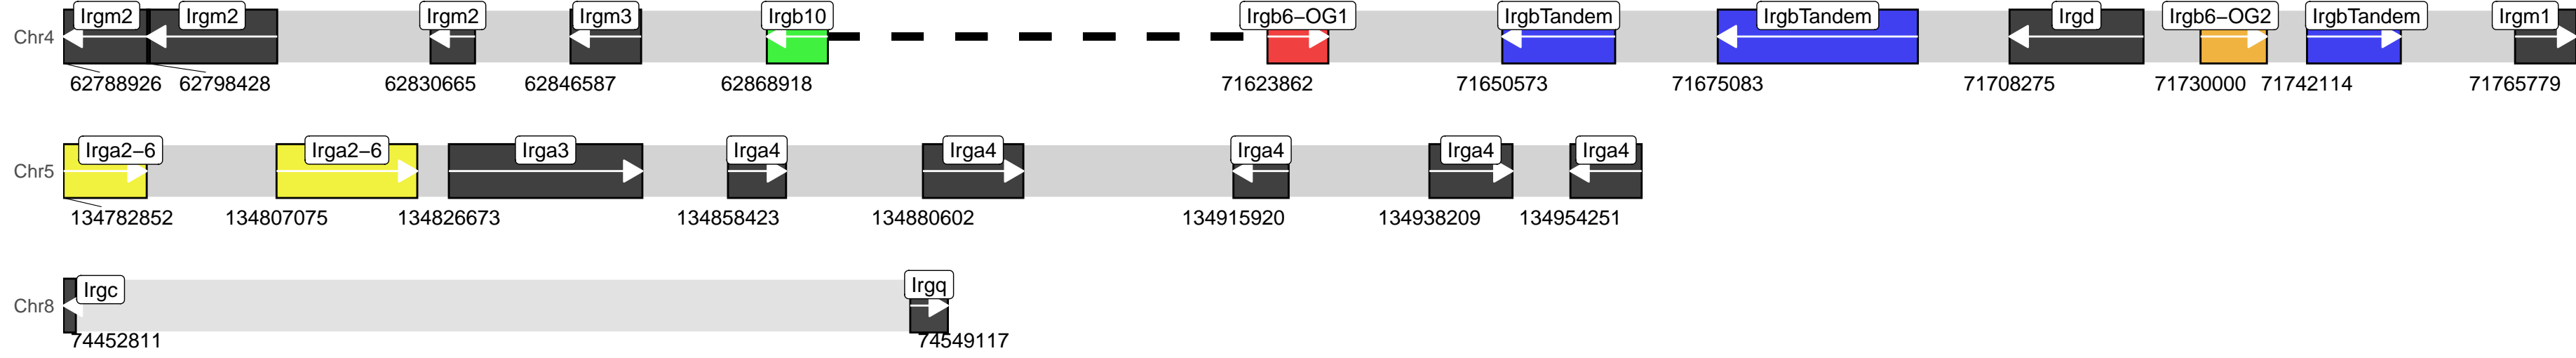 Irgm2 Irgm2 Irgm2 Irgm3 Irgb10 Irgb6−OG1 IrgbTandem IrgbTandem Irgd Irgb6−OG2 IrgbTandem Irgm1
Chr4
62788926 62798428 62830665 62846587 62868918 71623862 71650573 71675083 71708275 71730000 71742114 71765779
Irga2−6 Irga2−6 Irga3 Irga4 Irga4 Irga4 Irga4 Irga4
Chr5
134782852 134807075 134826673 134858423 134880602 134915920 134938209 134954251
Irgc Irgq
Chr8
74452811 74549117